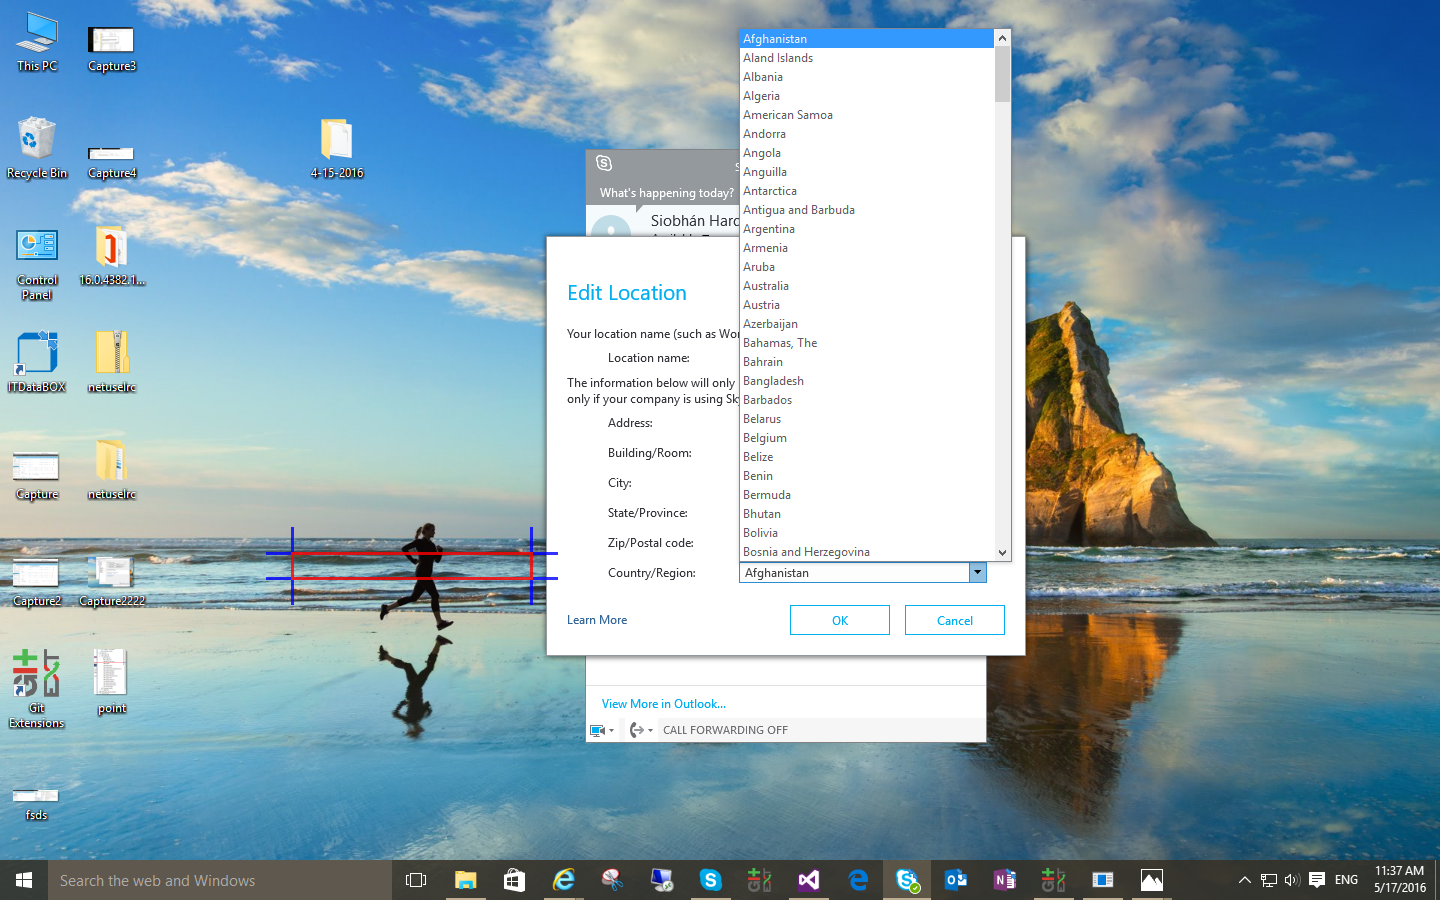 This PC
Capture3
Recycle Bin
Capture4
4-15-2016
Control
Panel
16.0.4382.1...
ITDataBOX
netuselrc
Capture
netuselrc
Capture2
Capture2222
Git
Extensions
point
fsds
What's happening today?
Siobhán Hard
Edit Location
Your location name (such as Wor
Location name:
The information below will only
only if your company is using Sky
Address:
Building/Room:
City:
State/Province:
Zip/Postal code:
Country/Region:
Afghanistan
Aland Islands
Albania
Algeria
American Samoa
Andorra
Angola
Anguilla
Antarctica
Antigua and Barbuda
Argentina
Armenia
Aruba
Australia
Austria
Azerbaijan
Bahamas, The
Bahrain
Bangladesh
Barbados
Belarus
Belgium
Belize
Benin
Bermuda
Bhutan
Bolivia
Bosnia and Herzegovina
Afghanistan
Learn More
OK
Cancel
View More in Outlook...
CALL FORWARDING OFF
Search the web and Windows
ENG
11:37 AM
5/17/2016